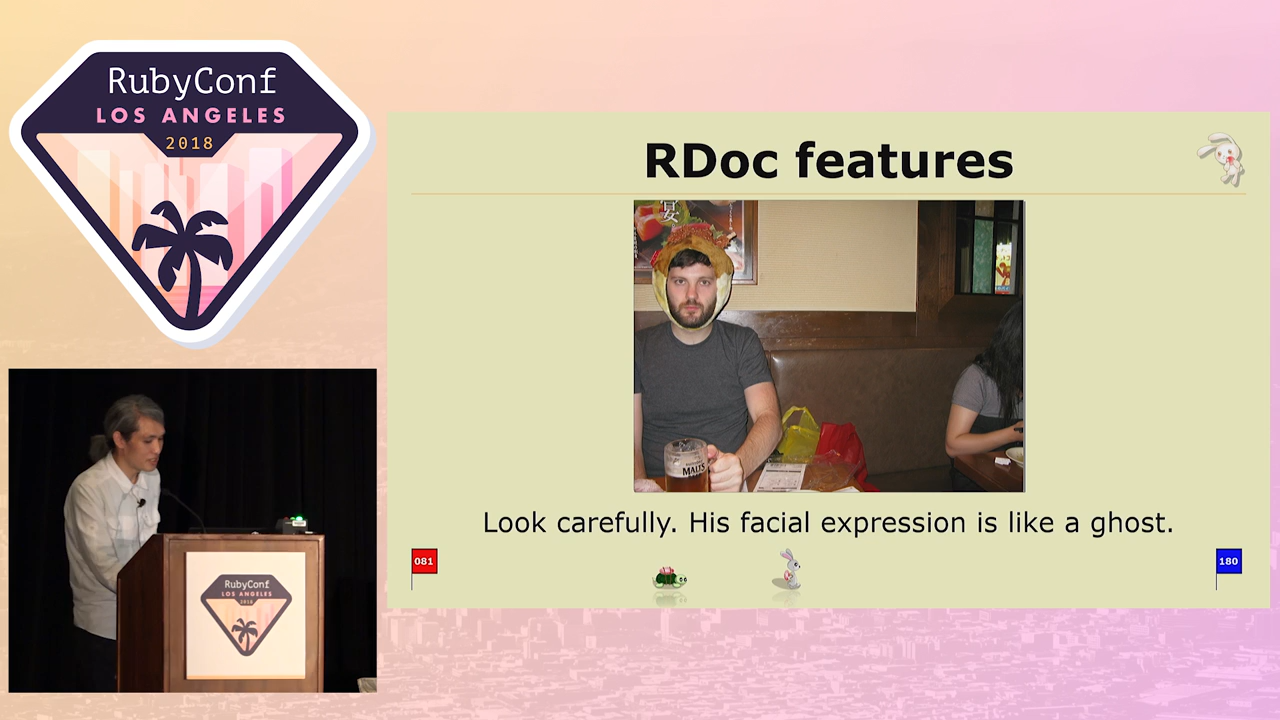 RubyConf
LOS ANGELES
2018
RDoc features
宴
MALTS
Look carefully. His facial expression is like a ghost.
081
180
RubyConf
LOS ANGELES
2018